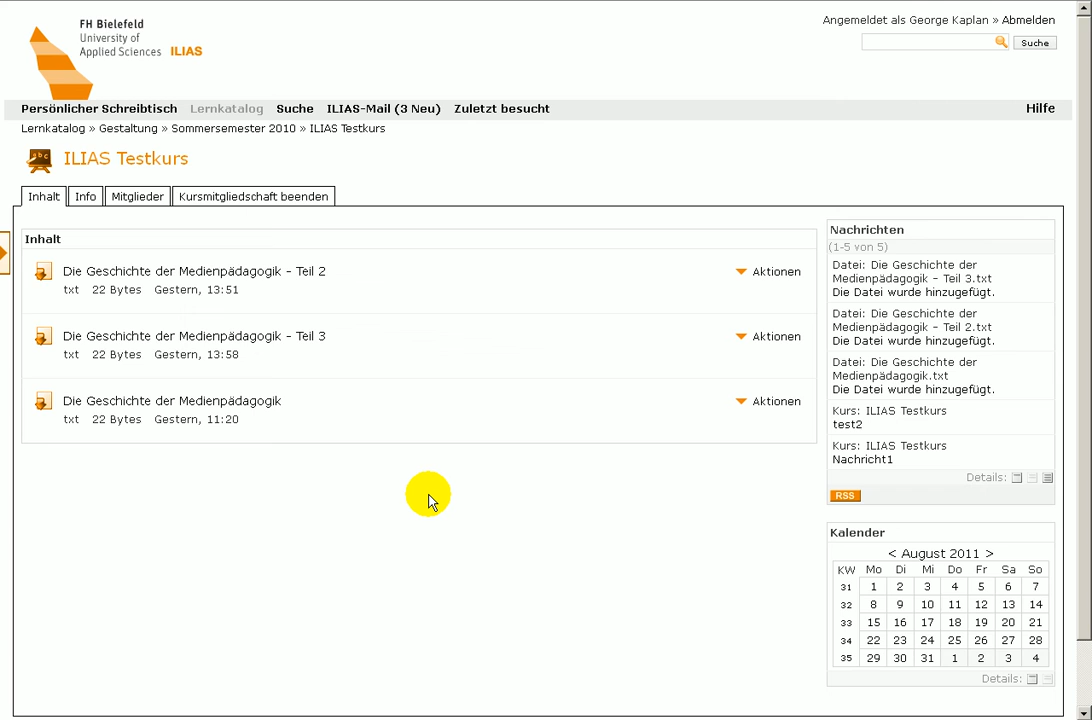 FH Bielefeld
University of
Applied Sciences ILIAS
Angemeldet als George Kaplan » Abmelden
Suche
Persönlicher Schreibtisch Lernkatalog Suche ILIAS-Mail (3 Neu) Zuletzt besucht Hilfe
Lernkatalog » Gestaltung » Sommersemester 2010 » ILIAS Testkurs
abc
ILIAS Testkurs
Inhalt Info Mitglieder Kursmitgliedschaft beenden
Inhalt
Die Geschichte der Medienpädagogik - Teil 2 Aktionen
txt 22 Bytes Gestern, 13:51
Die Geschichte der Medienpädagogik - Teil 3 Aktionen
txt 22 Bytes Gestern, 13:58
Die Geschichte der Medienpädagogik Aktionen
txt 22 Bytes Gestern, 11:20
Nachrichten
(1-5 von 5)
Datei: Die Geschichte der
Medienpädagogik - Teil 3.txt
Die Datei wurde hinzugefügt.
Datei: Die Geschichte der
Medienpädagogik - Teil 2.txt
Die Datei wurde hinzugefügt.
Datei: Die Geschichte der
Medienpädagogik.txt
Die Datei wurde hinzugefügt.
Kurs: ILIAS Testkurs
test2
Kurs: ILIAS Testkurs
Nachricht1
Details:
RSS
Kalender
< August 2011 >
KW Mo Di Mi Do Fr Sa So
31 1 2 3 4 5 6 7
32 8 9 10 11 12 13 14
33 15 16 17 18 19 20 21
34 22 23 24 25 26 27 28
35 29 30 31 1 2 3 4
Details: